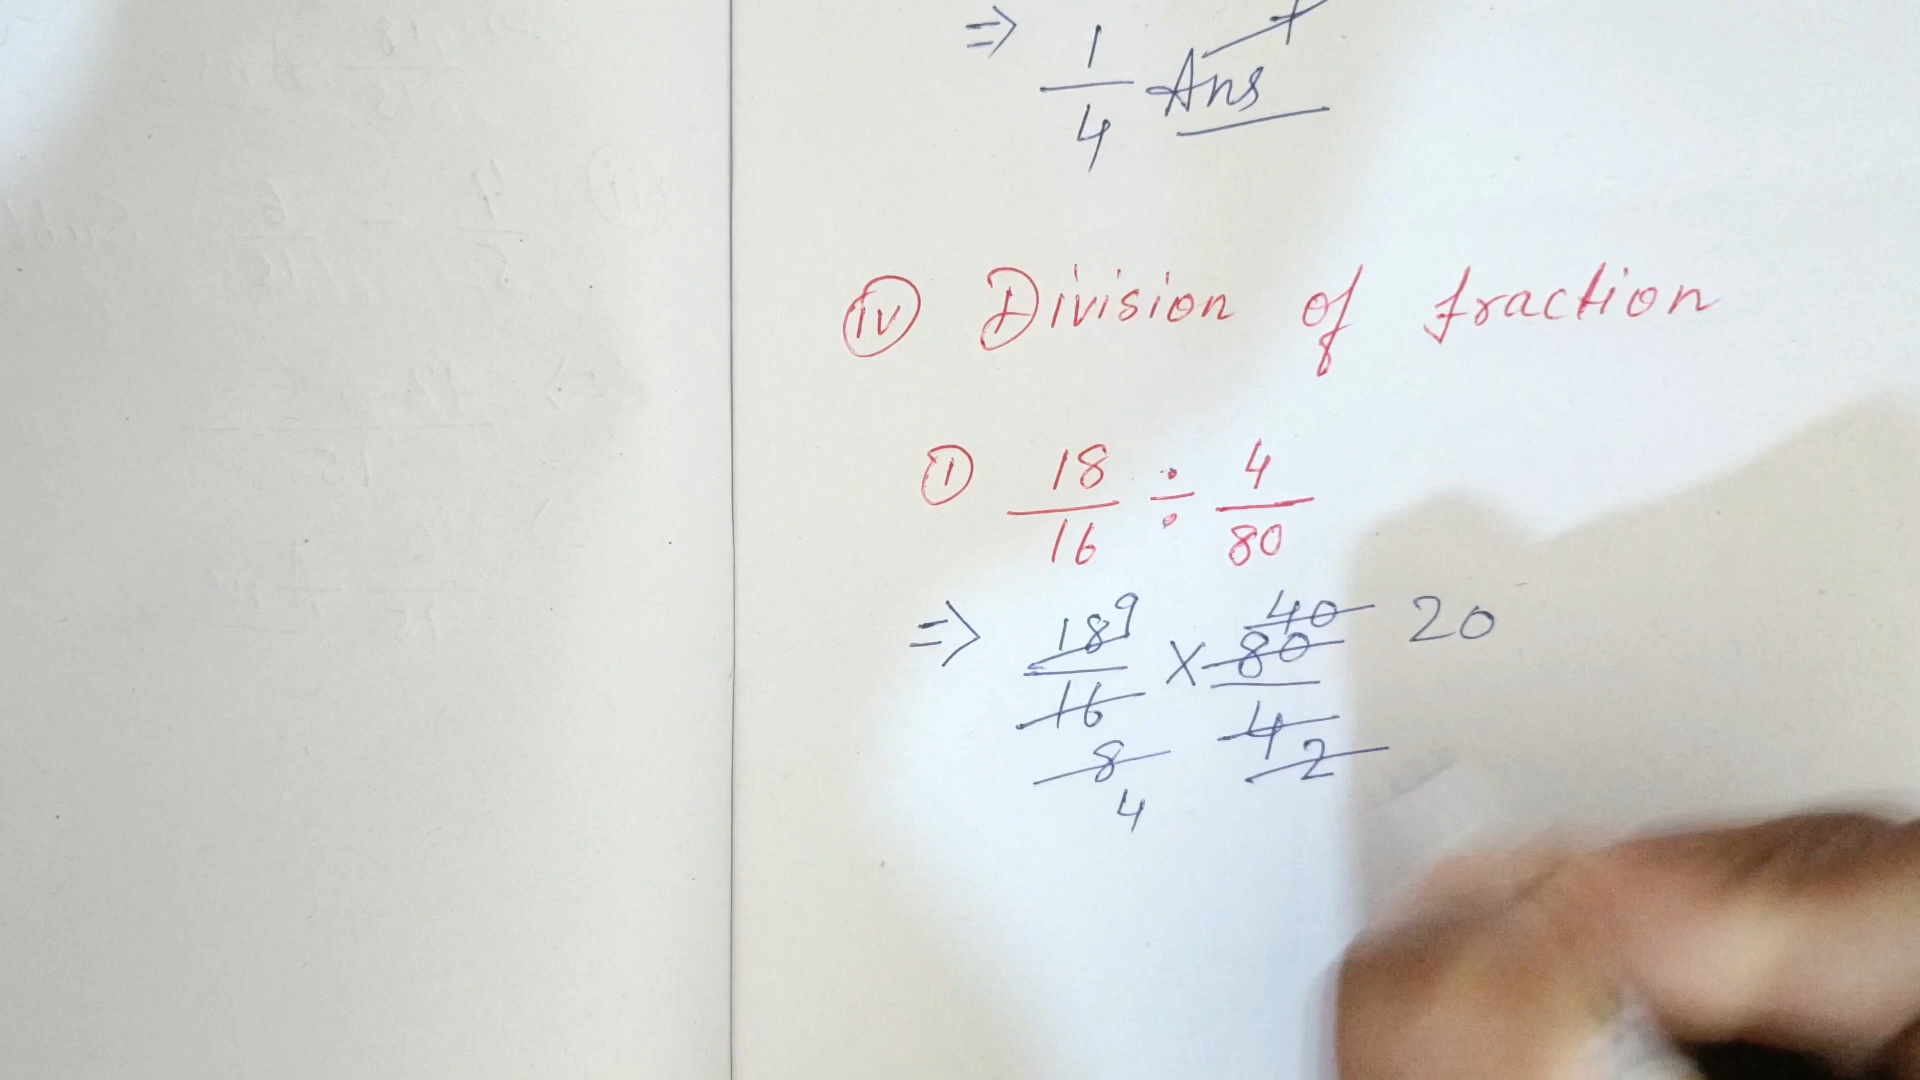 ⇒ 1/4 Ans
(iv) Division of fraction
(1) 18/16 ÷ 4/80
40 20
⇒ 18 9 × 80
16 4
8 2
4